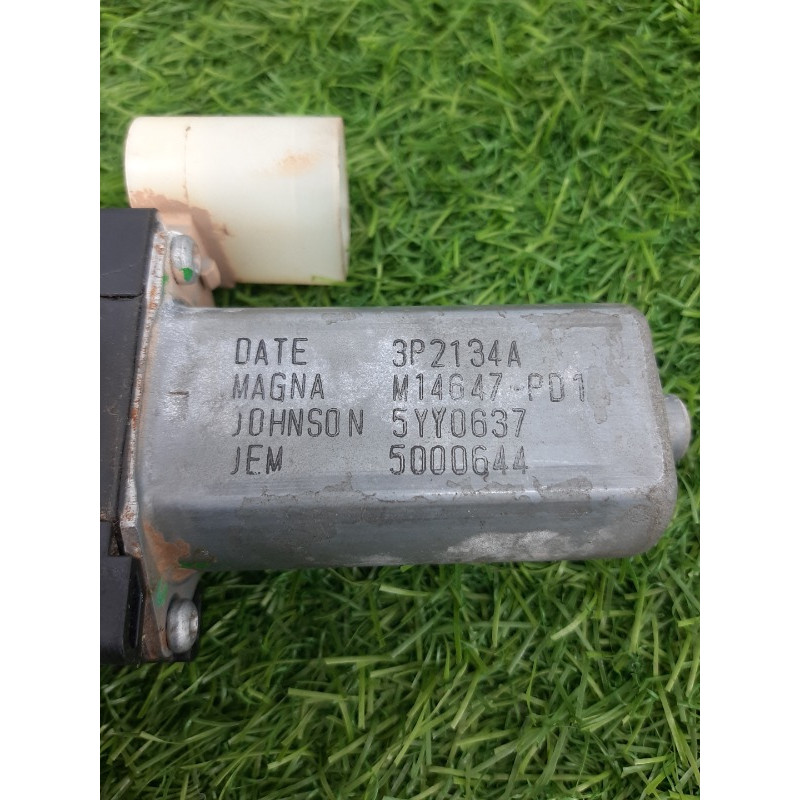 DATE 3P2134A
MAGNA M14647-PD1
JOHNSON 5YY0637
JEM 5000644